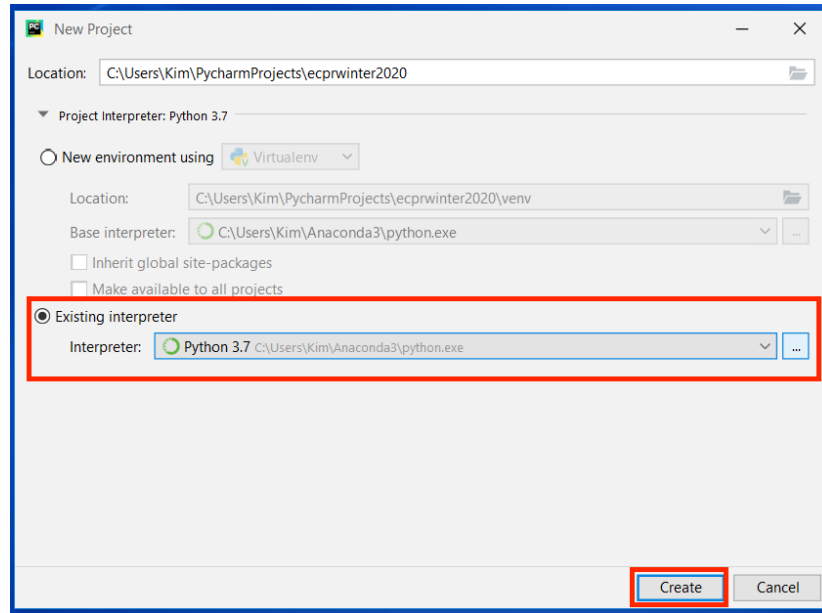 PC
New Project
Location: C:\Users\Kim\PycharmProjects\ecprwinter2020
Project Interpreter: Python 3.7
New environment using Virtualenv
Location: C:\Users\Kim\PycharmProjects\ecprwinter2020\venv
Base interpreter: C:\Users\Kim\Anaconda3\python.exe ...
Inherit global site-packages
Make available to all projects
Existing interpreter
Interpreter: Python 3.7 C:\Users\Kim\Anaconda3\python.exe ...
Create Cancel